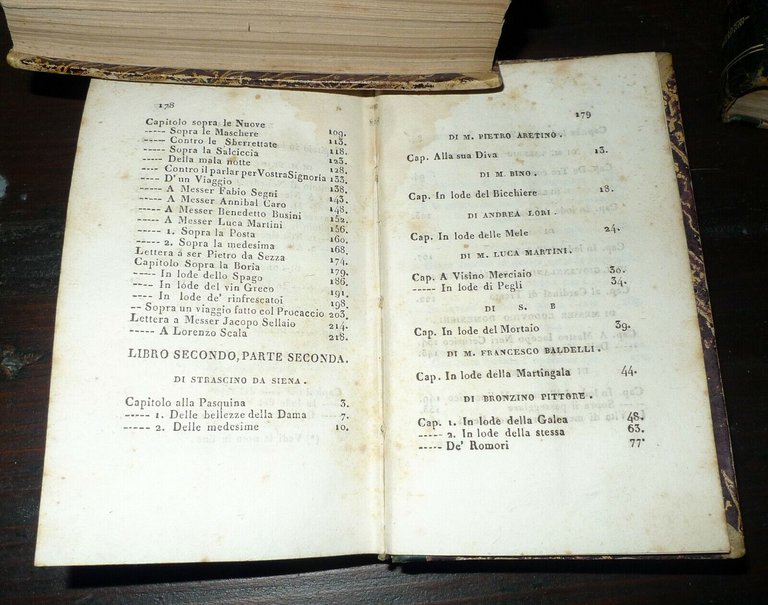 178
Capitolo sopra le Nuove 109.
----- Sopra le Maschere 113.
----- Contro le Sberrettate 118.
----- Sopra la Salciccia 123.
----- Della mala notte 128.
----- Contro il parlar per Vostra Signoria 133.
----- D' un Viaggio 138.
----- A Messer Fabio Segni 143.
----- A Messer Annibal Caro 148.
----- A Messer Benedetto Busini 152.
----- A Messer Luca Martini 156.
----- 1. Sopra la Posta 160.
----- 2. Sopra la medesima 168.
Lettera a ser Pietro da Sezza 174.
Capitolo Sopra la Boria 179.
----- In lode dello Spago 186.
----- In lode del vin Greco 191.
----- In lode de' rinfrescatoi 198.
-- Sopra un viaggio fatto col Procaccio 203.
Lettera a Messer Jacopo Sellaio 214.
----- A Lorenzo Scala 218.
LIBRO SECONDO, PARTE SECONDA.
DI STRASCINO DA SIENA.
Capitolo alla Pasquina 3.
----- 1. Delle bellezze della Dama 7.
----- 2. Delle medesime 10.
179
DI M. PIETRO ARETINO.
Cap. Alla sua Diva 13.
DI M. BINO.
Cap. In lode del Bicchiere 18.
DI ANDREA LORI.
Cap. In lode delle Mele 24.
DI M. LUCA MARTINI.
Cap. A Visino Merciaio 30.
----- In lode di Pegli 34.
DI S. B
Cap. In lode del Mortaio 39.
DI M. FRANCESCO BALDELLI.
Cap. In lode della Martingala 44.
DI BRONZINO PITTORE.
Cap. 1. In lode della Galea 48.
----- 2. In lode della stessa 63.
----- De' Romori 77.